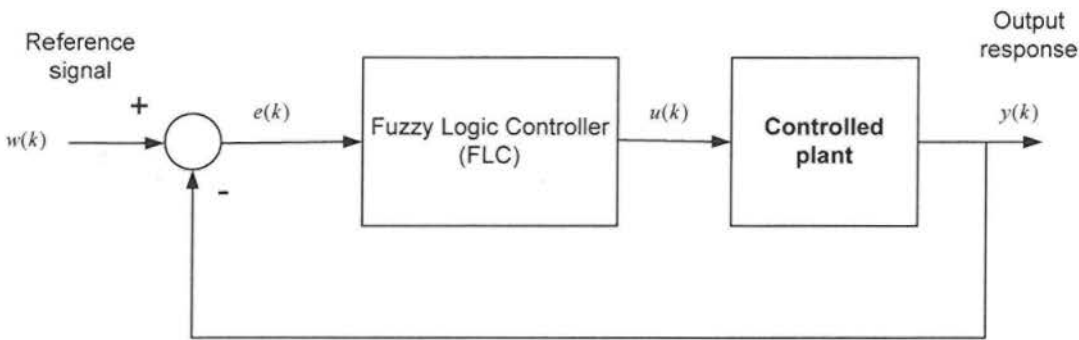 Output
response
Reference
signal
+
e(k)
Fuzzy Logic Controller
(FLC)
u(k)
Controlled
plant
y(k)
w(k)
-